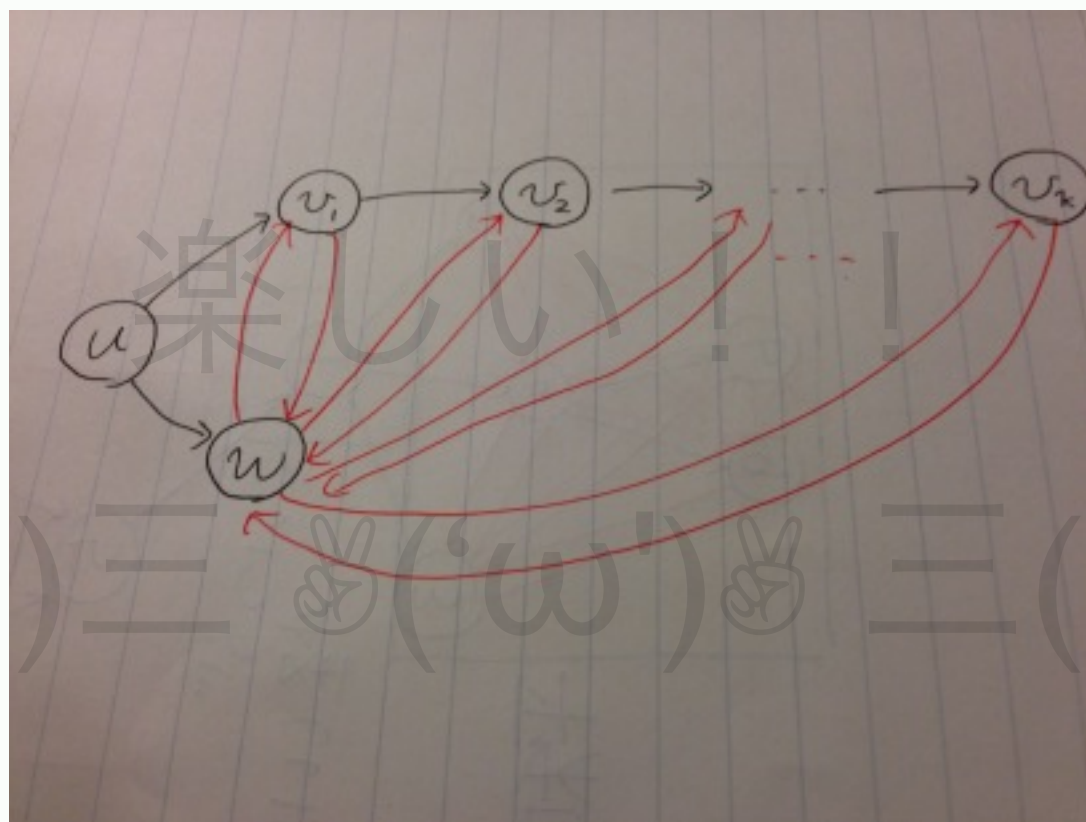 v₁ v₂ ---- vₖ
楽しい！！
u
w
----
)三 ✌('ω')✌三 (